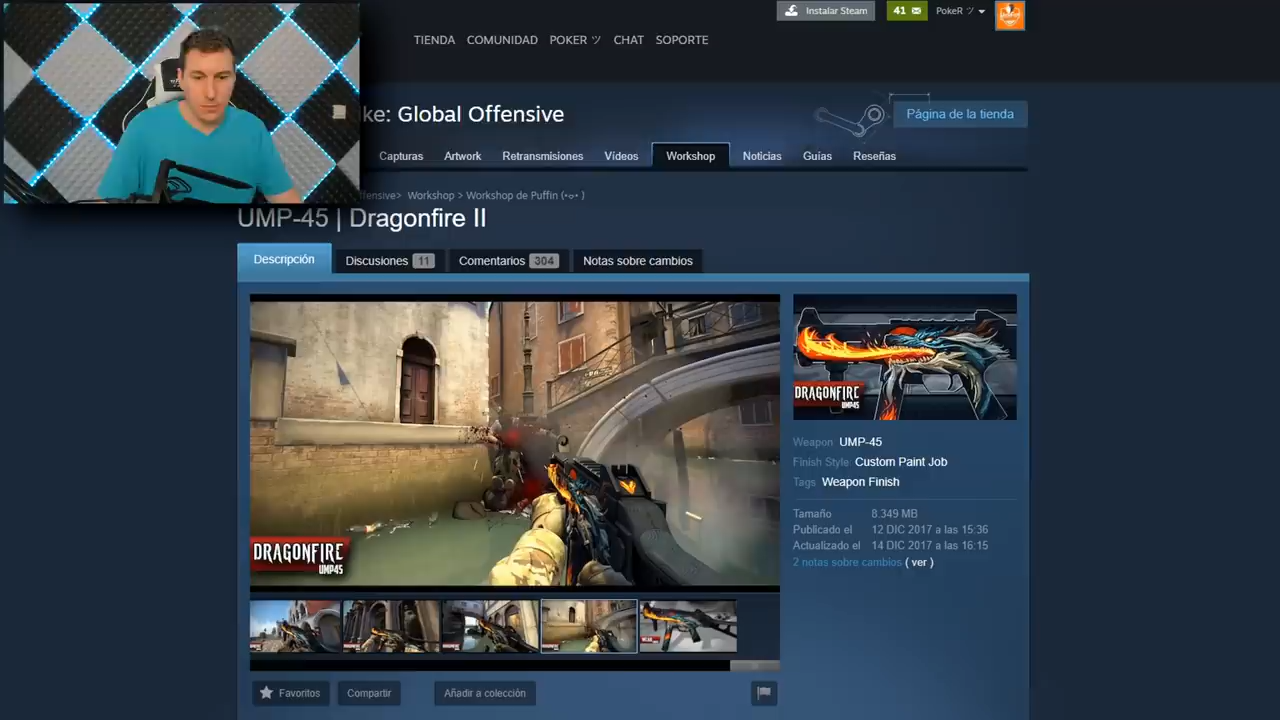 Instalar Steam
41
PokeR ツ
TIENDA COMUNIDAD POKER ツ CHAT SOPORTE
ke: Global Offensive
Página de la tienda
Capturas Artwork Retransmisiones Vídeos Workshop Noticias Guías Reseñas
fensive> Workshop > Workshop de Puffin
UMP-45 | Dragonfire II
Descripción
Discusiones 11
Comentarios 304
Notas sobre cambios
DRAGONFIRE
UMP45
DRAGONFIRE
UMP45
Weapon UMP-45
Finish Style Custom Paint Job
Tags Weapon Finish
Tamaño 8.349 MB
Publicado el 12 DIC 2017 a las 15:36
Actualizado el 14 DIC 2017 a las 16:15
2 notas sobre cambios ( ver )
Favoritos
Compartir
Añadir a colección